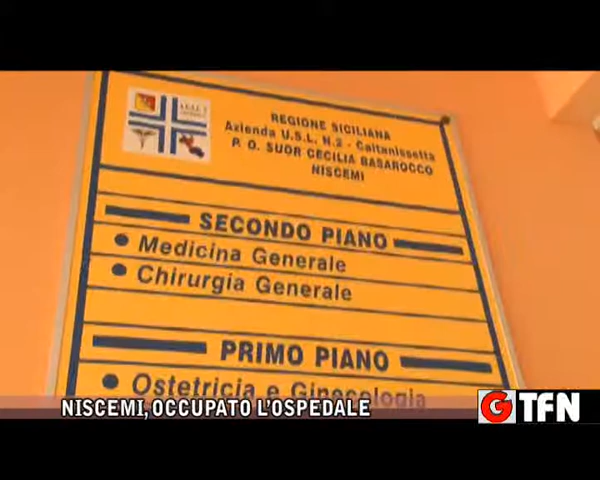 REGIONE SICILIANA
Azienda U.S.L. N.2 - Caltanissetta
P. O. SUOR CECILIA BASAROCCO
NISCEMI
SECONDO PIANO
• Medicina Generale
• Chirurgia Generale
PRIMO PIANO
• Ostetricia e Ginecologia
NISCEMI,OCCUPATO L'OSPEDALE
G TFN